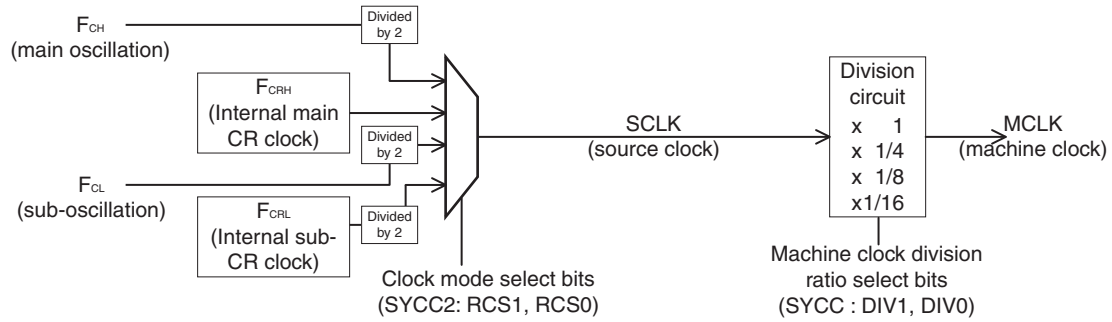 FCH
(main oscillation)
Divided
by 2
FCRH
(Internal main
CR clock)
Divided
by 2
FCL
(sub-oscillation)
FCRL
(Internal sub-
CR clock)
Divided
by 2
Clock mode select bits
(SYCC2: RCS1, RCS0)
SCLK
(source clock)
Division
circuit
x 1
x 1/4
x 1/8
x1/16
MCLK
(machine clock)
Machine clock division
ratio select bits
(SYCC : DIV1, DIV0)